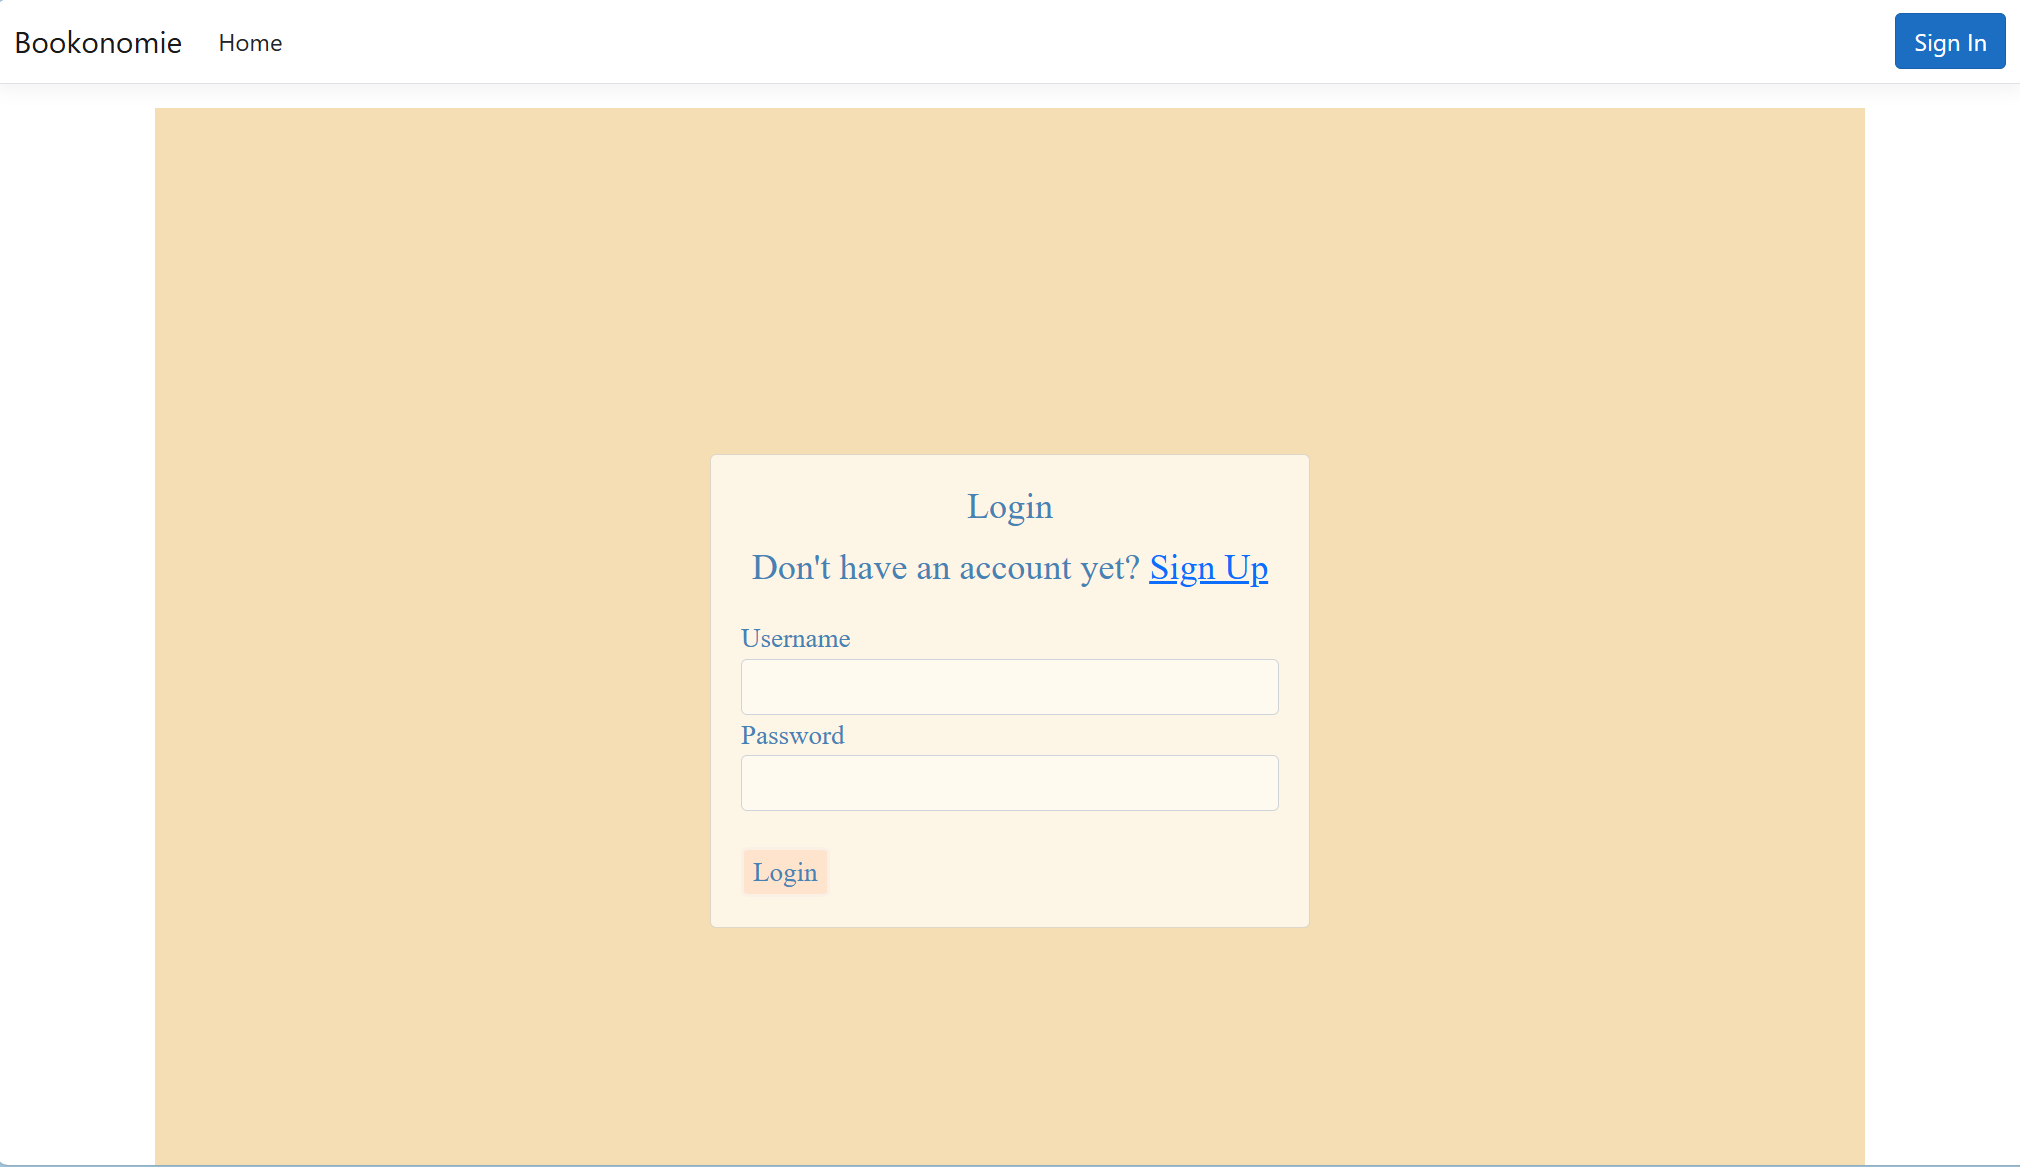 Bookonomie Home Sign In
Login
Don't have an account yet? Sign Up
Username
Password
Login